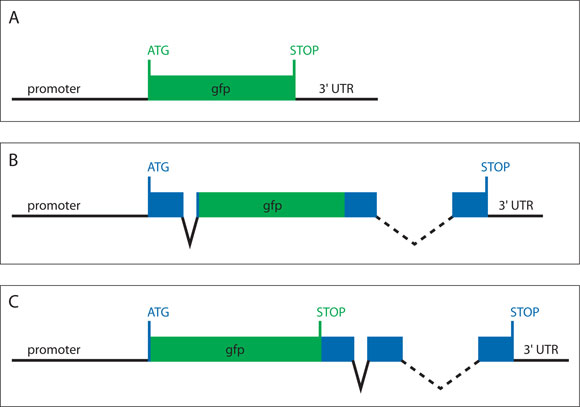 A
ATG STOP
promoter gfp 3' UTR
B
ATG STOP
promoter gfp 3' UTR
C
ATG STOP STOP
promoter gfp 3' UTR